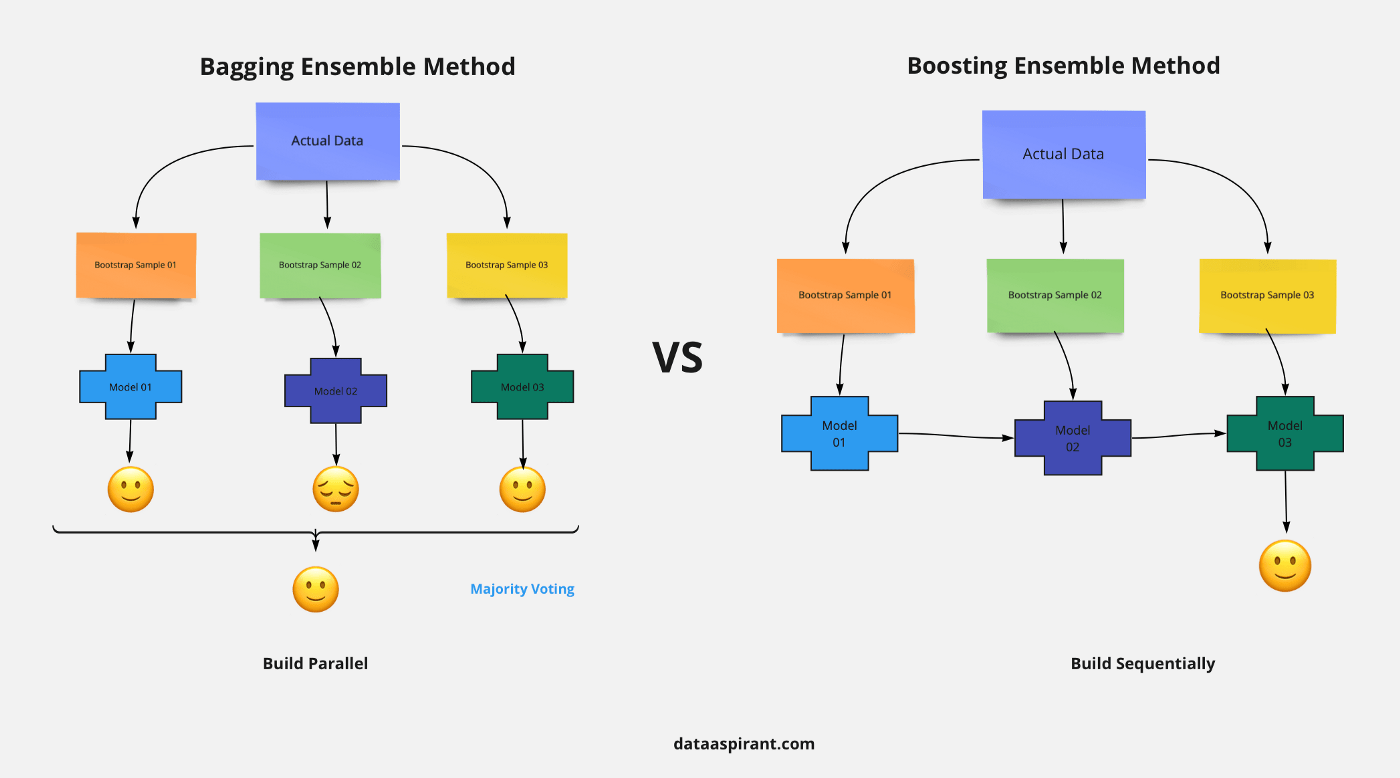 Bagging Ensemble Method
Actual Data
Bootstrap Sample 01
Bootstrap Sample 02
Bootstrap Sample 03
Model 01
Model 02
Model 03
Majority Voting
Build Parallel
VS
Boosting Ensemble Method
Actual Data
Bootstrap Sample 01
Bootstrap Sample 02
Bootstrap Sample 03
Model
01
Model
02
Model
03
Build Sequentially
dataaspirant.com